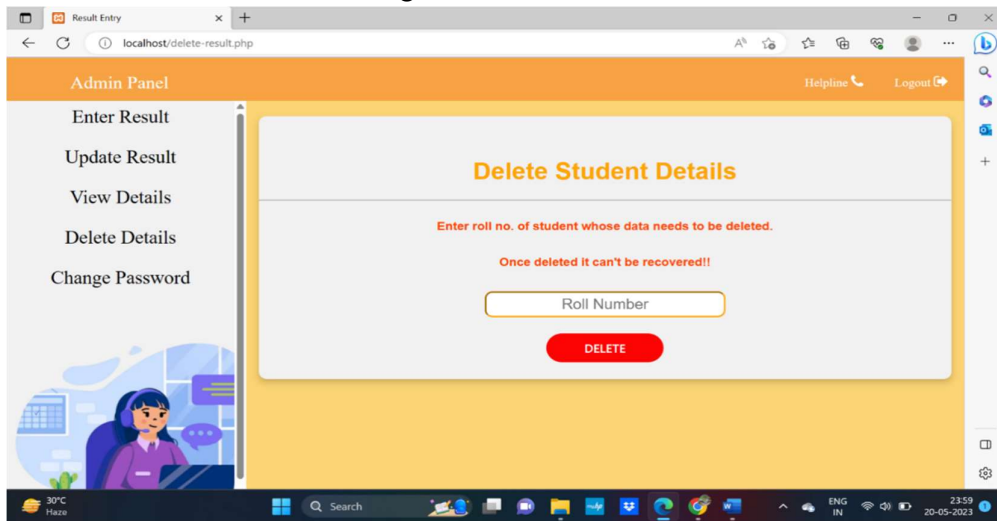 Result Entry
localhost/delete-result.php
Admin Panel
Helpline
Logout
Enter Result
Update Result
View Details
Delete Details
Change Password
Delete Student Details
Enter roll no. of student whose data needs to be deleted.
Once deleted it can't be recovered!!
Roll Number
DELETE
30°C
Haze
Search
ENG
IN
23:59
20-05-2023